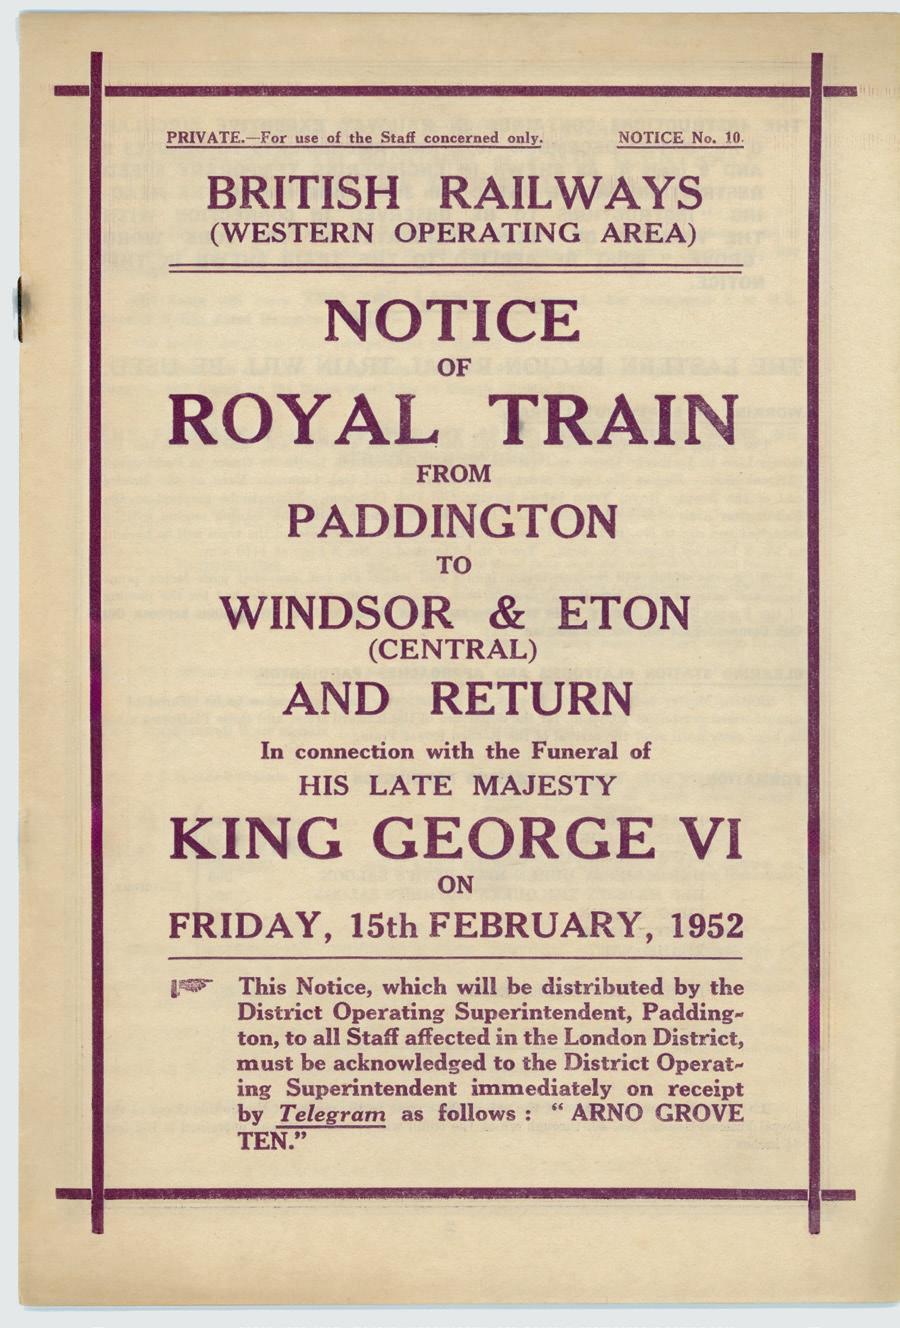 PRIVATE.—For use of the Staff concerned only. NOTICE No. 10.
BRITISH RAILWAYS
(WESTERN OPERATING AREA)
NOTICE
OF
ROYAL TRAIN
FROM
PADDINGTON
TO
WINDSOR & ETON
(CENTRAL)
AND RETURN
In connection with the Funeral of
HIS LATE MAJESTY
KING GEORGE VI
ON
FRIDAY, 15th FEBRUARY, 1952
This Notice, which will be distributed by the
District Operating Superintendent, Padding-
ton, to all Staff affected in the London District,
must be acknowledged to the District Operat-
ing Superintendent immediately on receipt
by Telegram as follows : “ ARNO GROVE
TEN.”